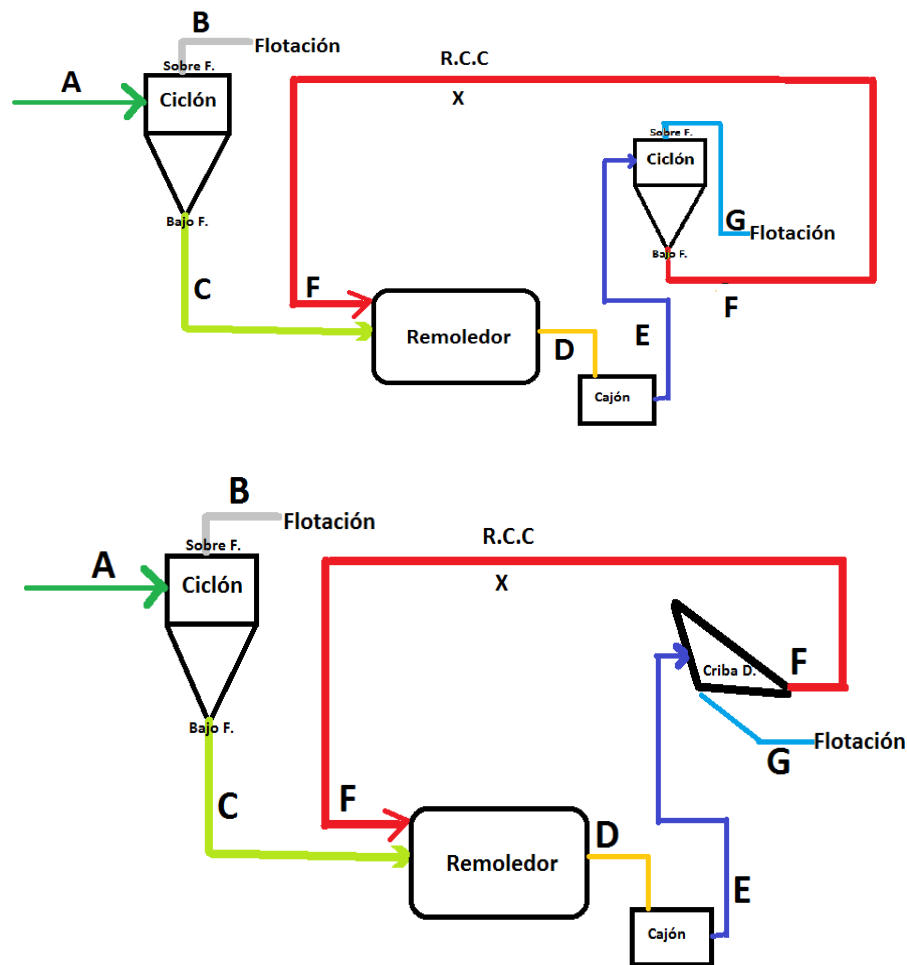 B
Flotación
Sobre F.
A
Ciclón
R.C.C
X
Sobre F.
Ciclón
G
Flotación
Bajo F.
Bajo F.
C
F
F
Remoledor
D
E
Cajón
B
Flotación
Sobre F.
A
Ciclón
R.C.C
X
Criba D.
F
Bajo F.
Flotación
G
C
F
D
Remoledor
E
Cajón